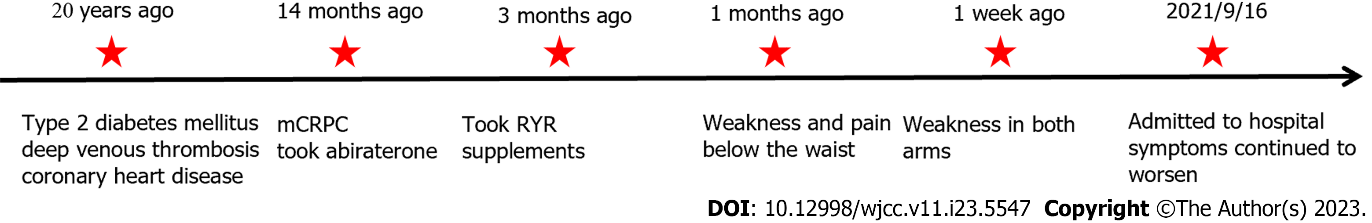 20 years ago
14 months ago
3 months ago
1 months ago
1 week ago
2021/9/16
Type 2 diabetes mellitus
deep venous thrombosis
coronary heart disease
mCRPC
took abiraterone
Took RYR
supplements
Weakness and pain
below the waist
Weakness in both
arms
Admitted to hospital
symptoms continued to
worsen
DOI: 10.12998/wjcc.v11.i23.5547 Copyright ©The Author(s) 2023.